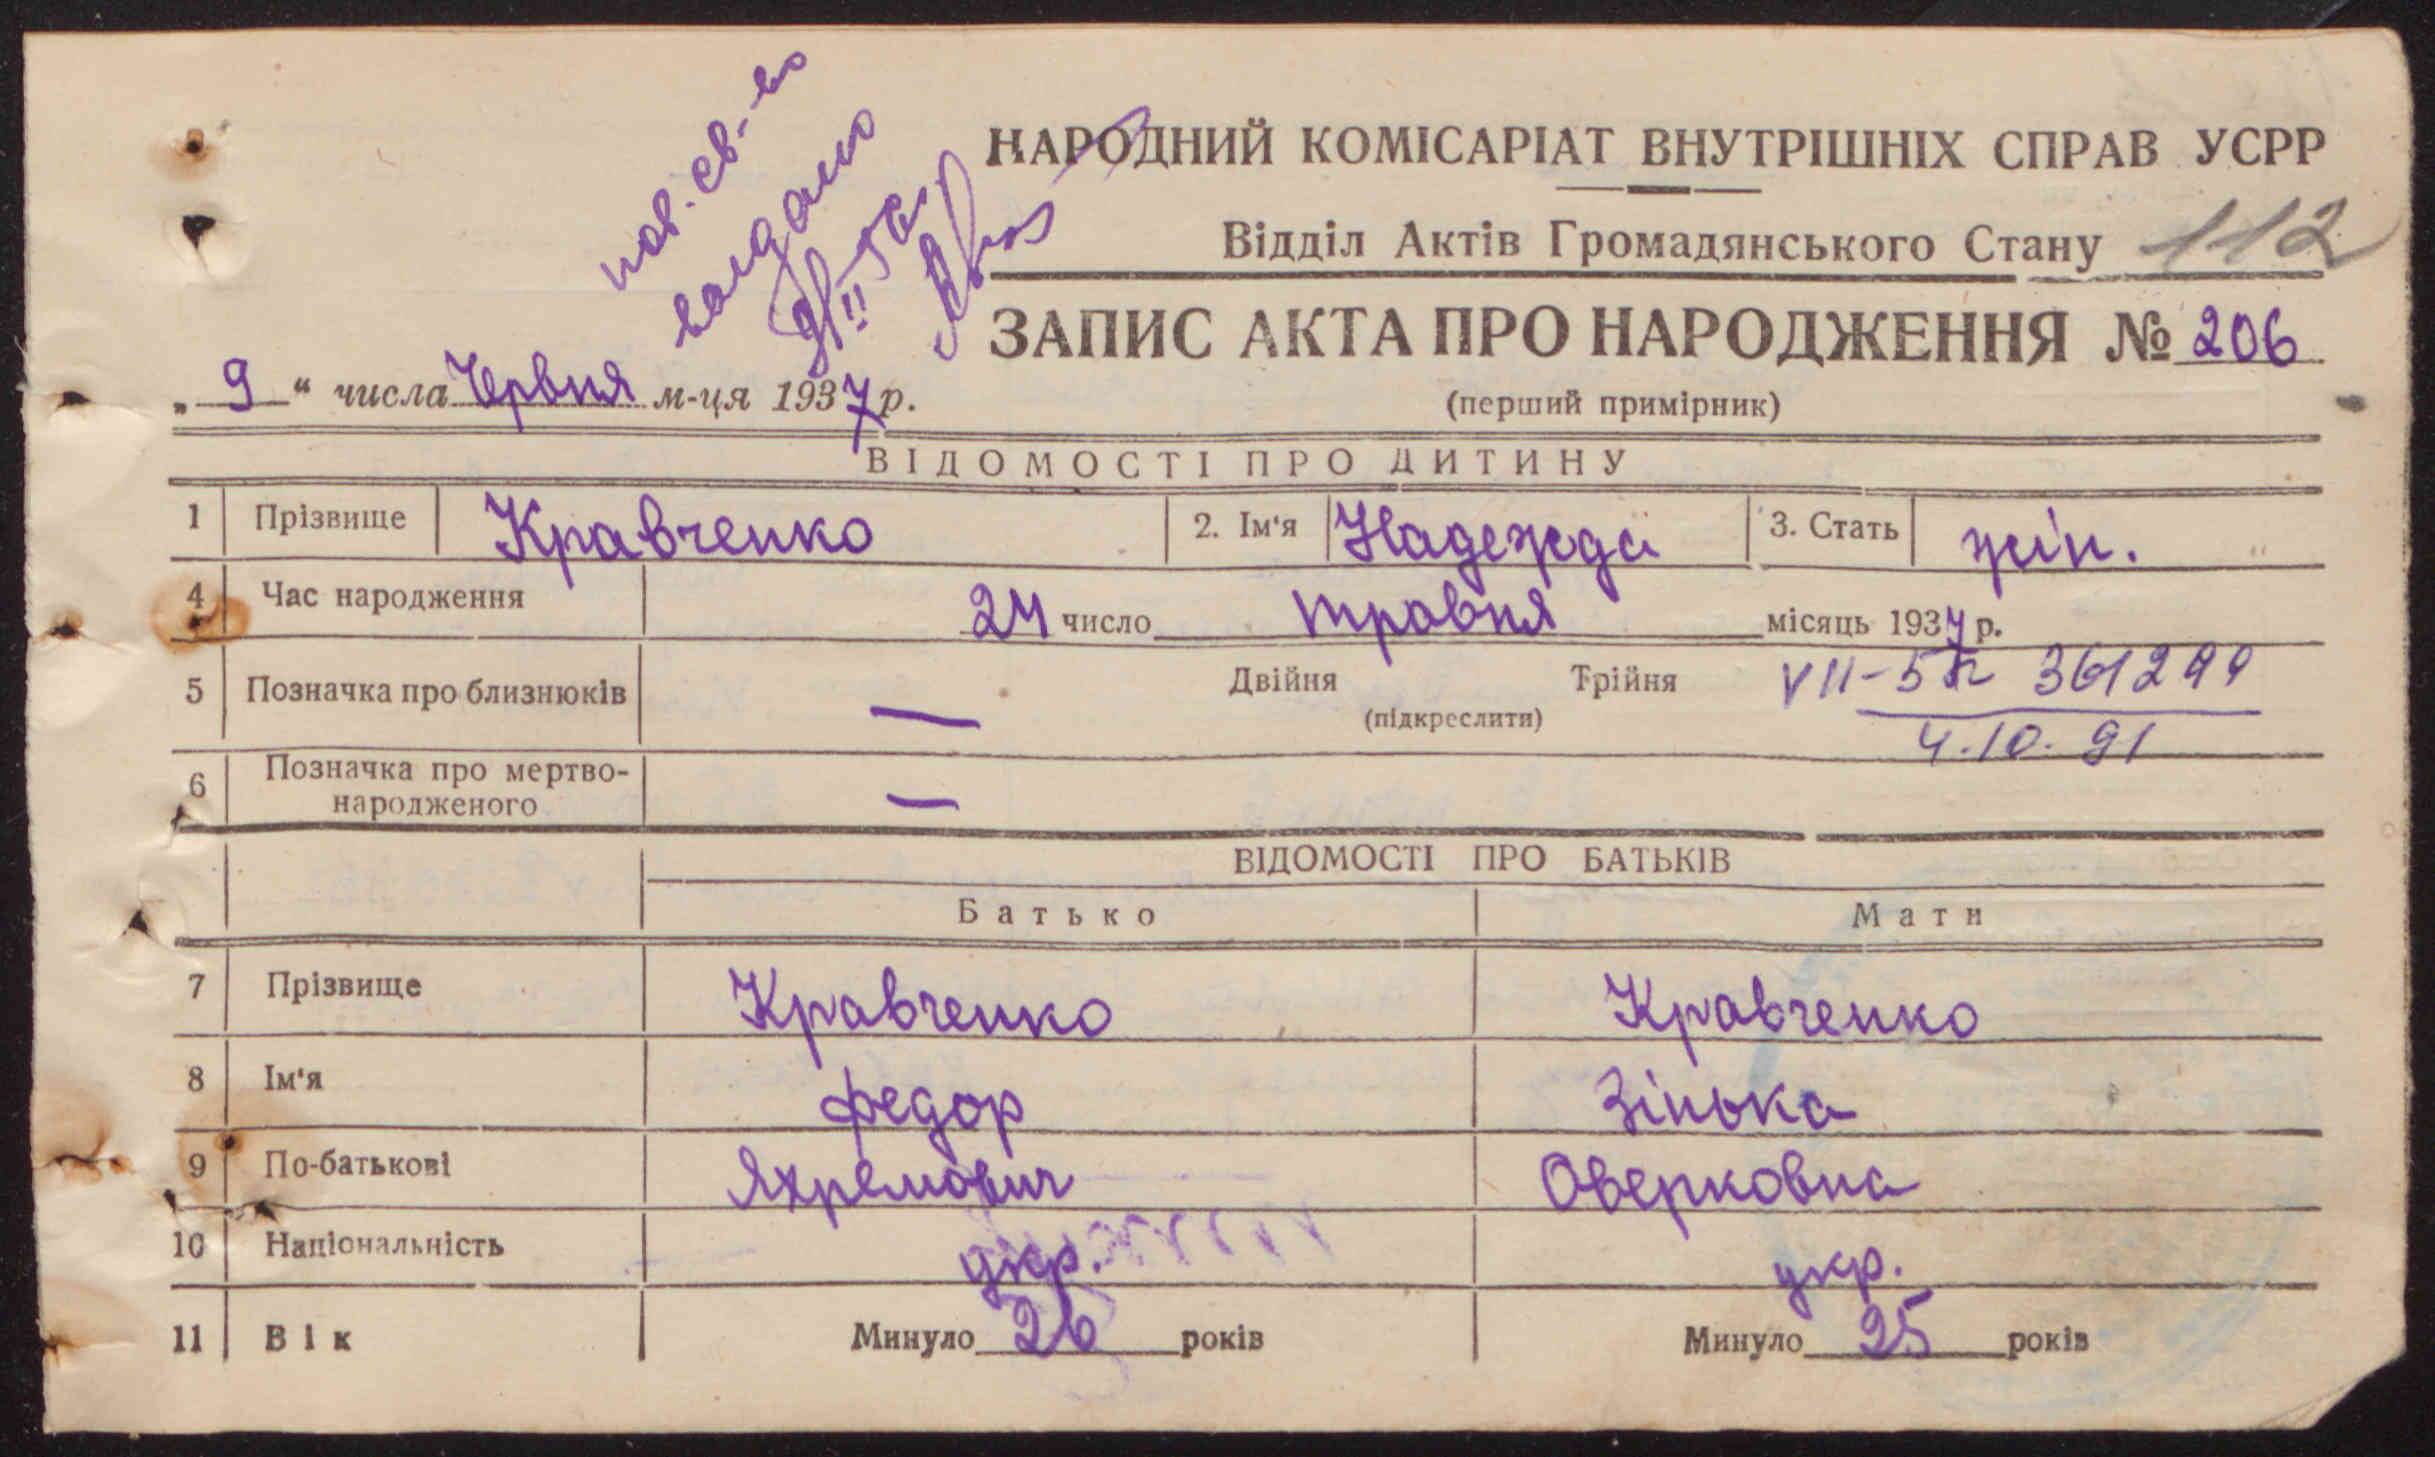 пов. св-во
видано
НАРОДНИЙ КОМІСАРІАТ ВНУТРІШНІХ СПРАВ УСРР
Відділ Актів Громадянського Стану 112
ЗАПИС АКТА ПРО НАРОДЖЕННЯ № 206
„ 9 “ числа Червня м-ця 1937 р.
(перший примірник)
ВІДОМОСТІ ПРО ДИТИНУ
1 Прізвище Кравченко 2. Ім'я Надежда 3. Стать жін.
4 Час народження 24 число травня місяць 1937 р.
5 Позначка про близнюків — Двійня Трійня
(підкреслити)
VII-БК 361299
4.10.91
6 Позначка про мертво-
народженого —
ВІДОМОСТІ ПРО БАТЬКІВ
Батько Мати
7 Прізвище Кравченко Кравченко
8 Ім'я Федор Зінька
9 По-батькові Яхремович Оверковна
10 Національність укр. укр.
11 Вік Минуло 26 років Минуло 25 років